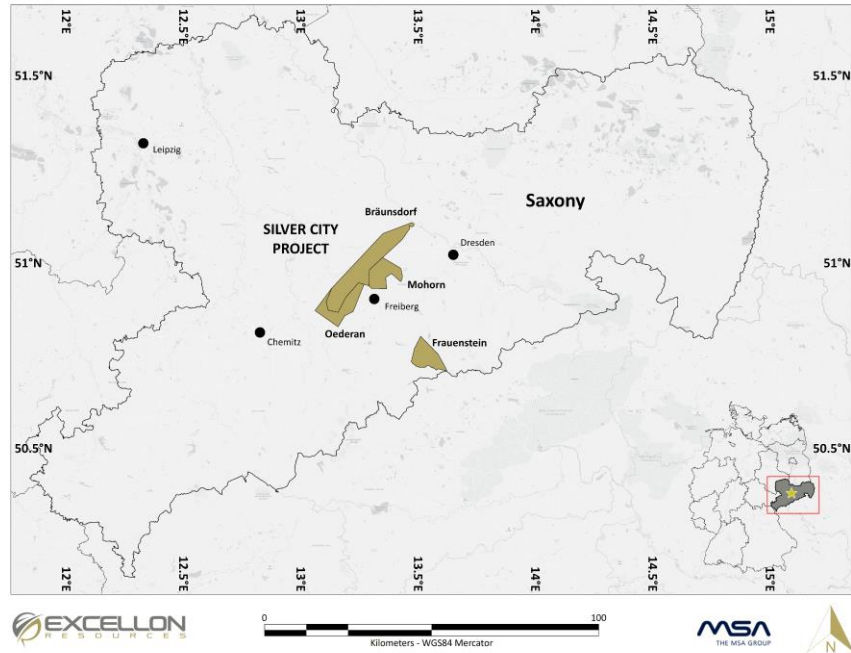 12°E 12.5°E 13°E 13.5°E 14°E 14.5°E 15°E
51.5°N 51.5°N
Leipzig
Bräunsdorf
Saxony
SILVER CITY
PROJECT
Dresden
51°N 51°N
Mohorn
Freiberg
Oederan
Chemitz
Frauenstein
50.5°N 50.5°N
12°E 12.5°E 13°E 13.5°E 14°E 14.5°E 15°E
0 100
EXCELLON
RESOURCES
Kilometers - WGS84 Mercator
MSA
THE MSA GROUP
N